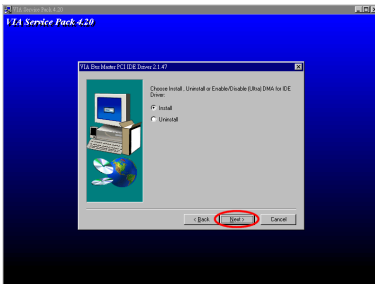 VIA Service Pack 4.20
VIA Service Pack 4.20
VIA Bus Master PCI IDE Driver 2.1.47
Choose Install, Uninstall or Enable/Disable (Ultra) DMA for IDE
Driver:
Install
Uninstall
< Back
Next >
Cancel